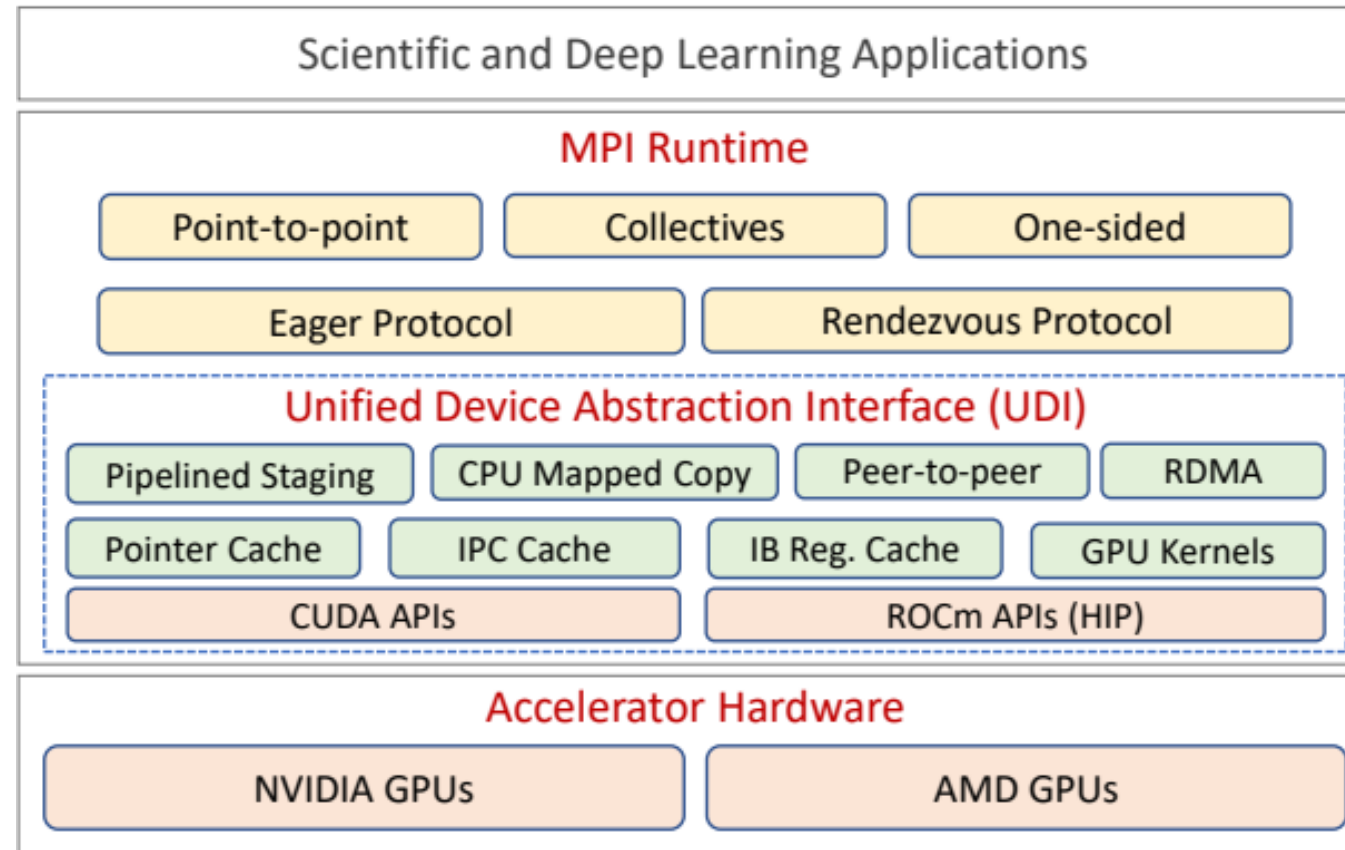 Scientific and Deep Learning Applications
MPI Runtime
Point-to-point
Collectives
One-sided
Eager Protocol
Rendezvous Protocol
Unified Device Abstraction Interface (UDI)
Pipelined Staging
CPU Mapped Copy
Peer-to-peer
RDMA
Pointer Cache
IPC Cache
IB Reg. Cache
GPU Kernels
CUDA APIs
ROCm APIs (HIP)
Accelerator Hardware
NVIDIA GPUs
AMD GPUs